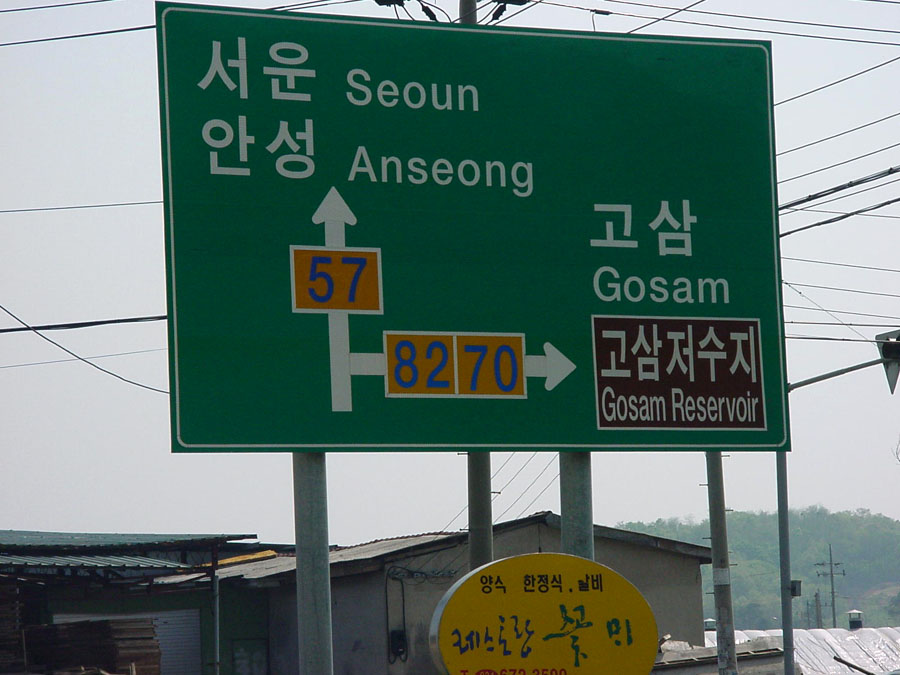 서운 Seoun
안성 Anseong
57
82 70
고삼
Gosam
고삼저수지
Gosam Reservoir
양식 한정식.갈비
레스토랑